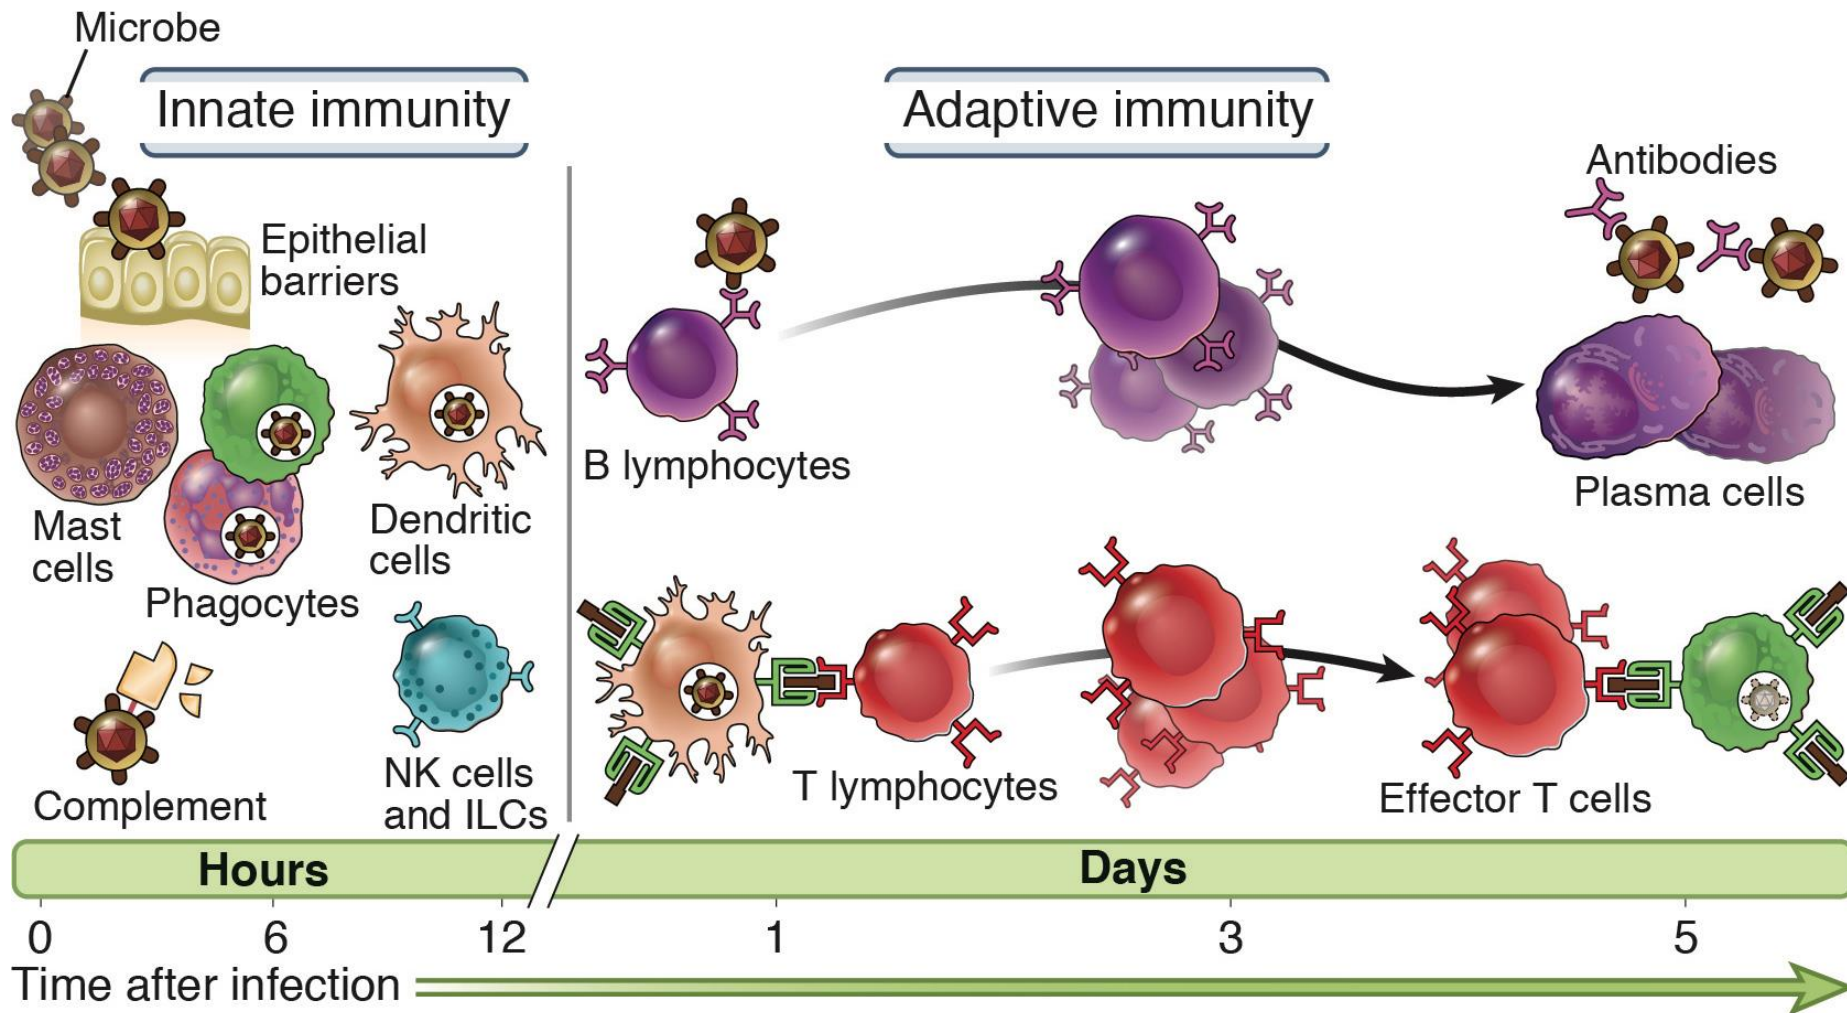 Microbe
Innate immunity
Adaptive immunity
Antibodies
Epithelial
barriers
Mast
cells
Phagocytes
Dendritic
cells
B lymphocytes
Plasma cells
Complement
NK cells
and ILCs
T lymphocytes
Effector T cells
Hours
Days
0
6
12
1
3
5
Time after infection